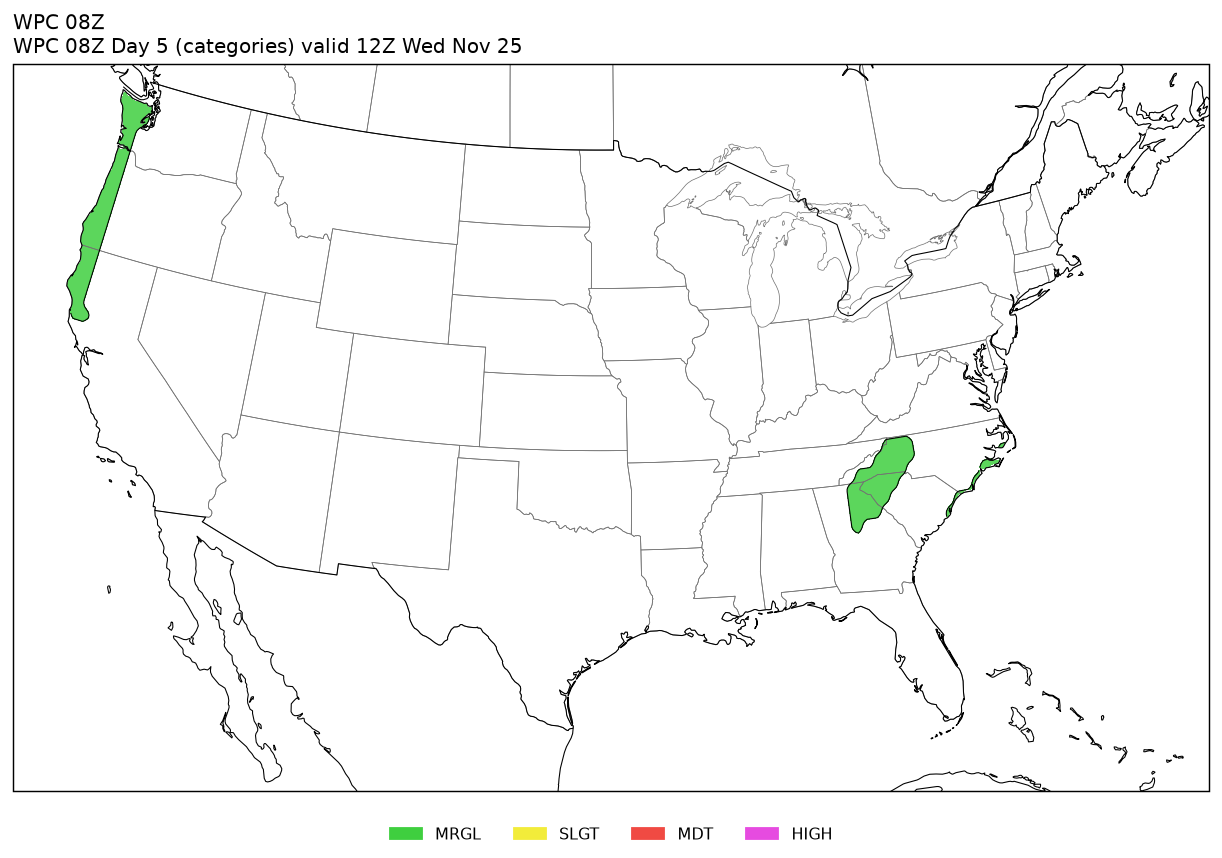 WPC 08Z
WPC 08Z Day 5 (categories) valid 12Z Wed Nov 25
MRGL SLGT MDT HIGH